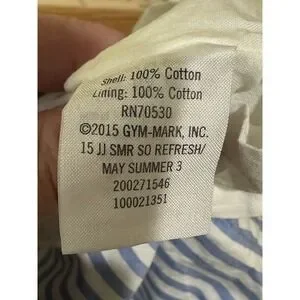 Shell: 100% Cotton
Lining: 100% Cotton
RN70530
©2015 GYM-MARK, INC.
15 JJ SMR SO REFRESH/
MAY SUMMER 3
200271546
100021351